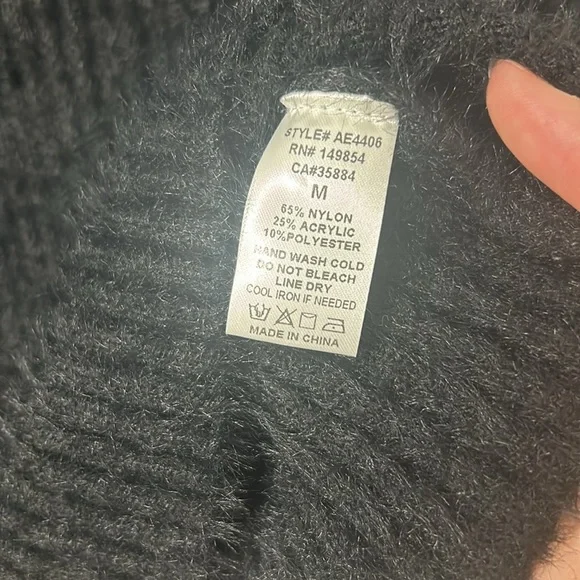 STYLE# AE4406
RN# 149854
CA#35884
M
65% NYLON
25% ACRYLIC
10%POLYESTER
HAND WASH COLD
DO NOT BLEACH
LINE DRY
COOL IRON IF NEEDED
MADE IN CHINA